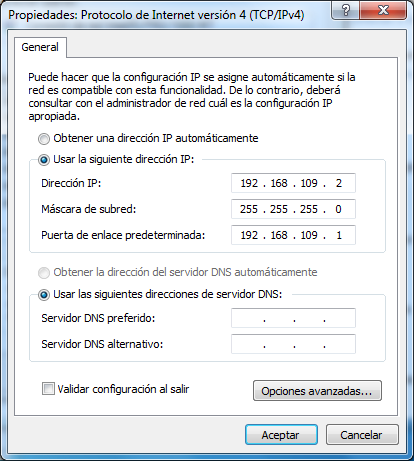 Propiedades: Protocolo de Internet versión 4 (TCP/IPv4)
General
Puede hacer que la configuración IP se asigne automáticamente si la
red es compatible con esta funcionalidad. De lo contrario, deberá
consultar con el administrador de red cuál es la configuración IP
apropiada.
Obtener una dirección IP automáticamente
Usar la siguiente dirección IP:
Dirección IP: 192 . 168 . 109 . 2
Máscara de subred: 255 . 255 . 255 . 0
Puerta de enlace predeterminada: 192 . 168 . 109 . 1
Obtener la dirección del servidor DNS automáticamente
Usar las siguientes direcciones de servidor DNS:
Servidor DNS preferido: . . .
Servidor DNS alternativo: . . .
Validar configuración al salir
Opciones avanzadas...
Aceptar Cancelar